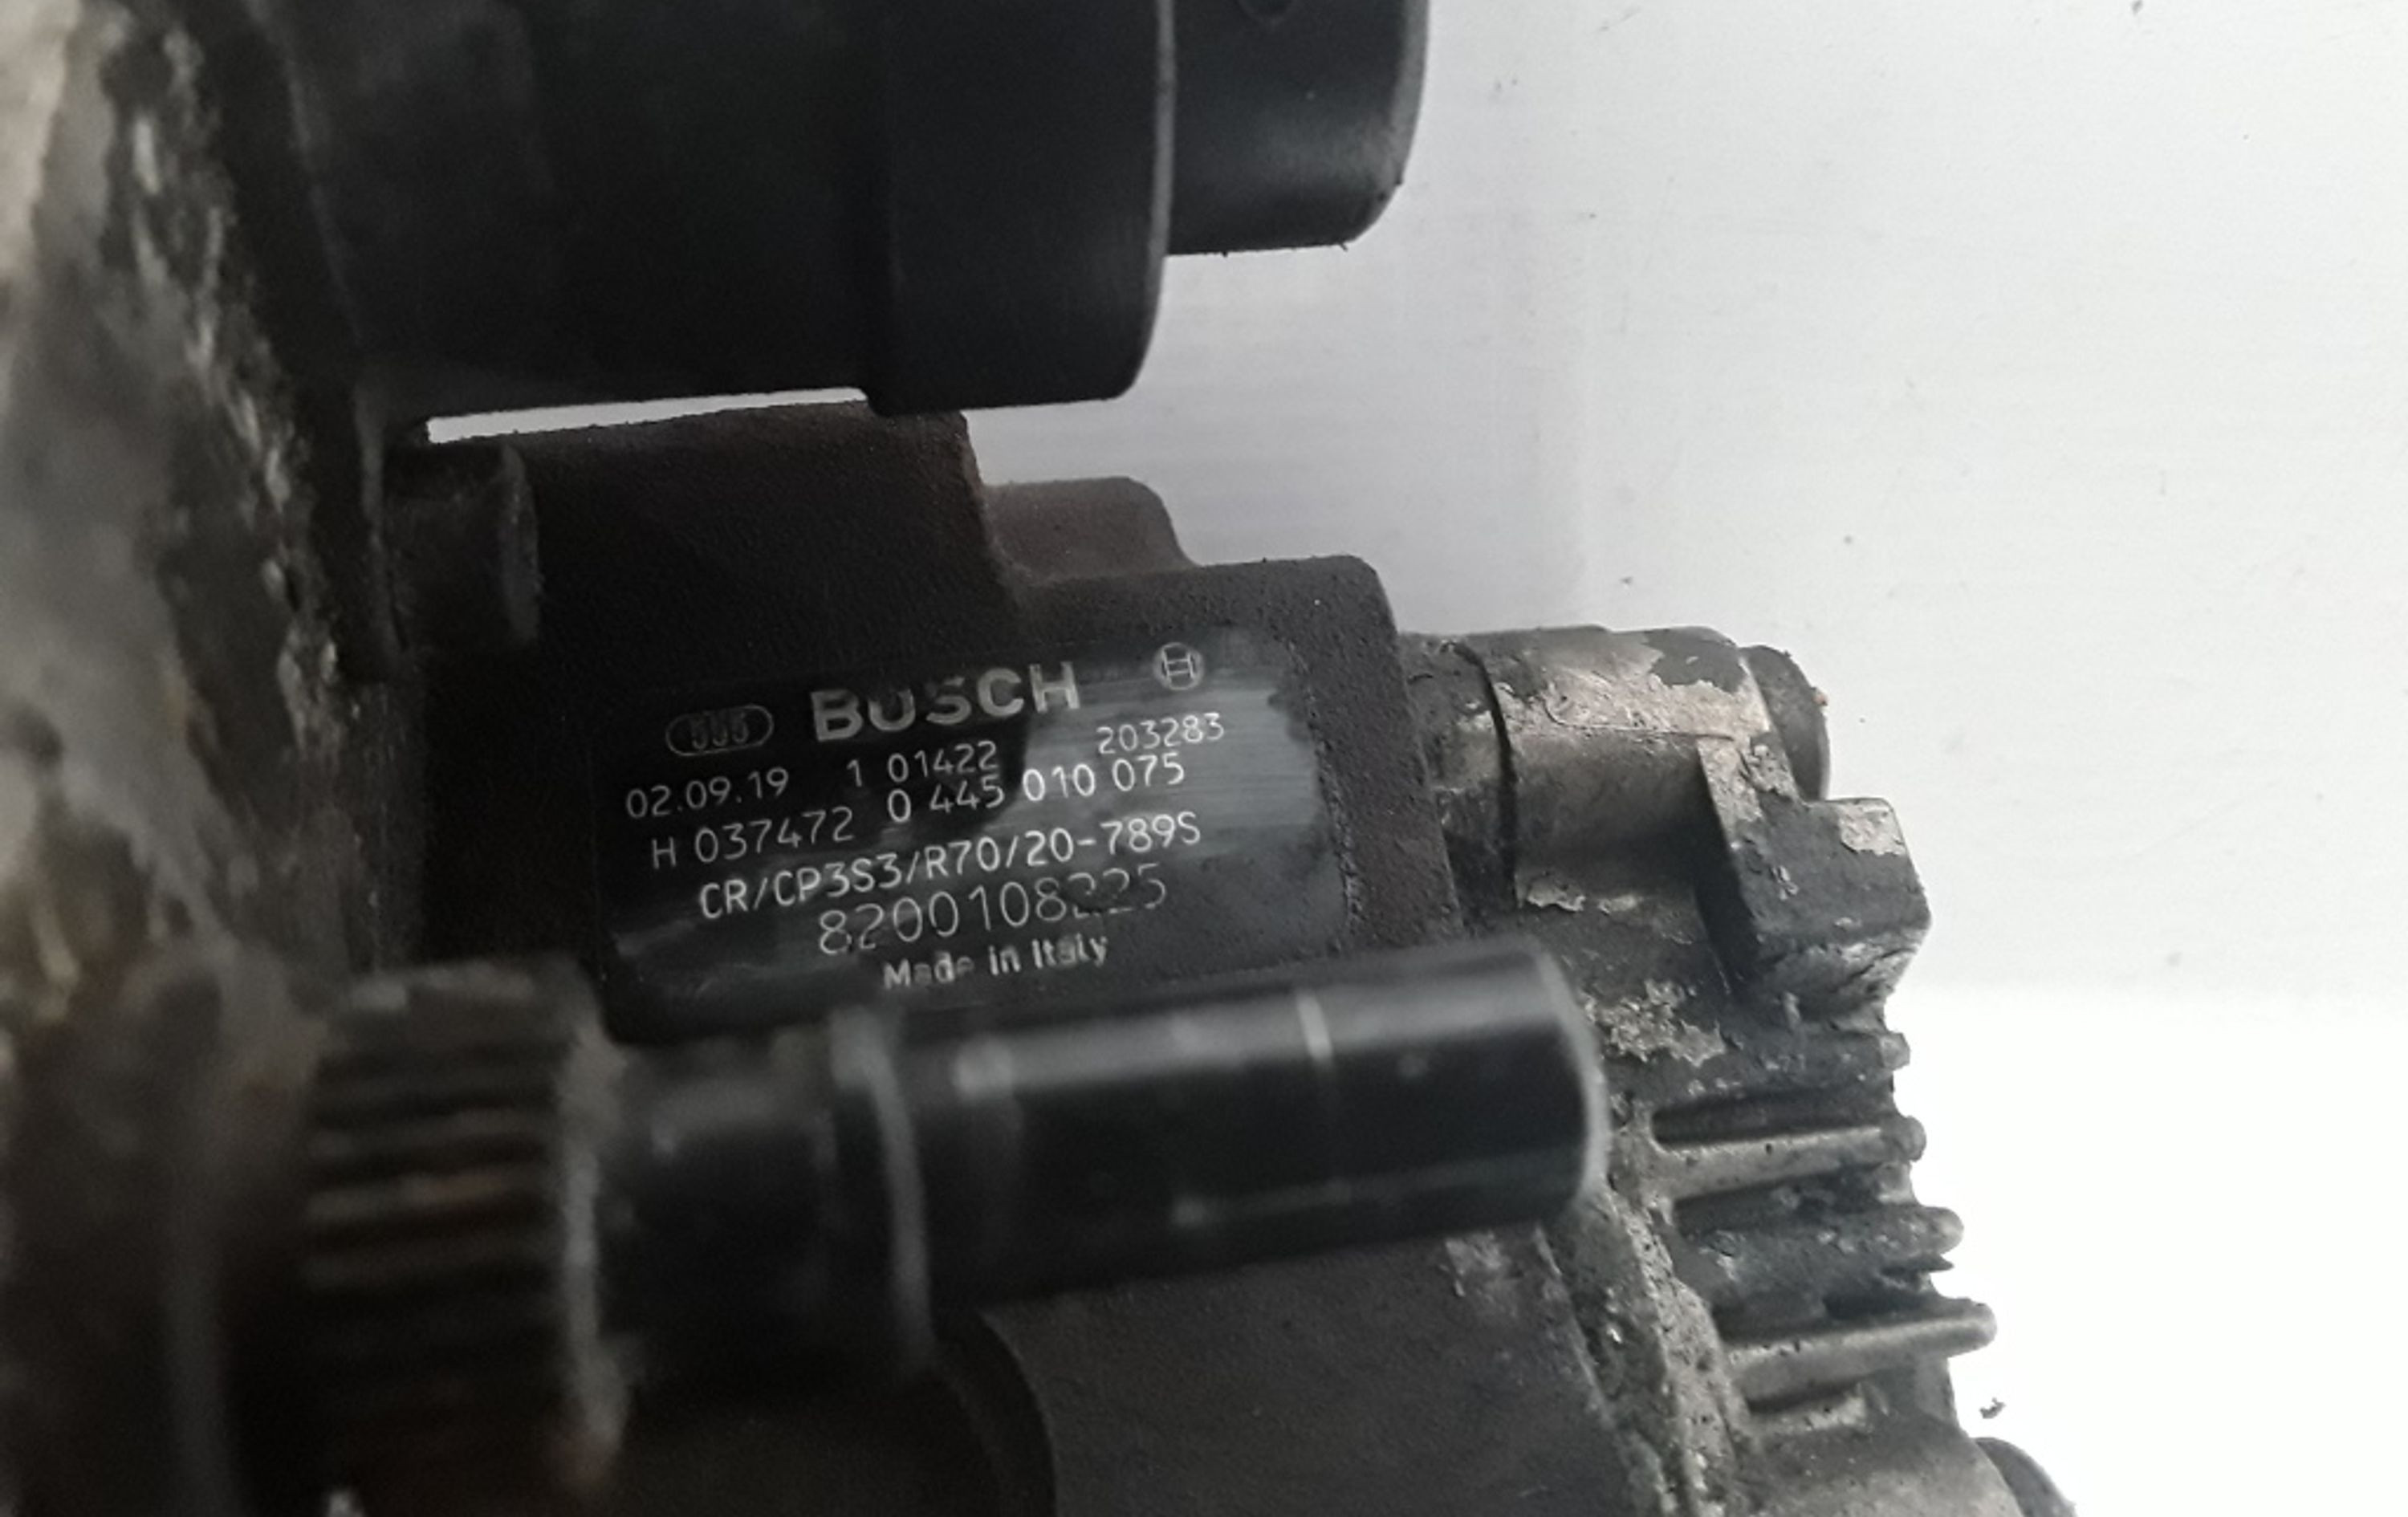 BOSCH
02.09.19 1 01422 203283
H 037472 0 445 010 075
CR/CP3S3/R70/20-789S
8200108225
Made in Italy